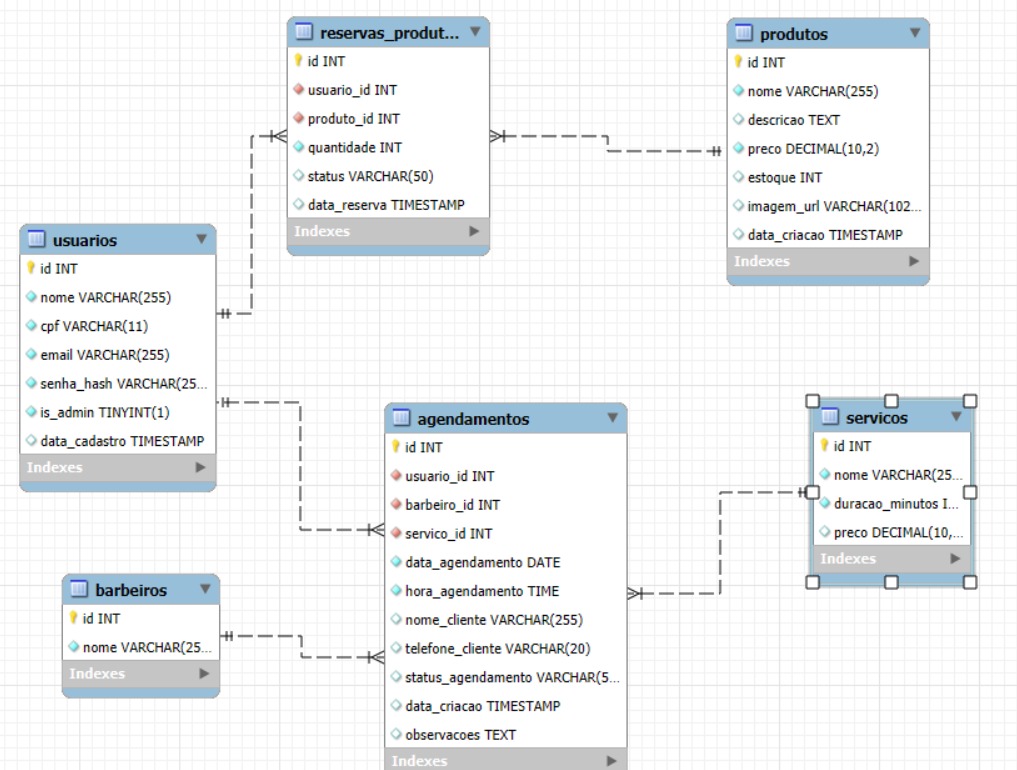 reservas_produt...
id INT
usuario_id INT
produto_id INT
quantidade INT
status VARCHAR(50)
data_reserva TIMESTAMP
Indexes
produtos
id INT
nome VARCHAR(255)
descricao TEXT
preco DECIMAL(10,2)
estoque INT
imagem_url VARCHAR(102...
data_criacao TIMESTAMP
Indexes
usuarios
id INT
nome VARCHAR(255)
cpf VARCHAR(11)
email VARCHAR(255)
senha_hash VARCHAR(25...
is_admin TINYINT(1)
data_cadastro TIMESTAMP
Indexes
agendamentos
id INT
usuario_id INT
barbeiro_id INT
servico_id INT
data_agendamento DATE
hora_agendamento TIME
nome_cliente VARCHAR(255)
telefone_cliente VARCHAR(20)
status_agendamento VARCHAR(5...
data_criacao TIMESTAMP
observacoes TEXT
Indexes
servicos
id INT
nome VARCHAR(25...
duracao_minutos I...
preco DECIMAL(10,...
Indexes
barbeiros
id INT
nome VARCHAR(25...
Indexes